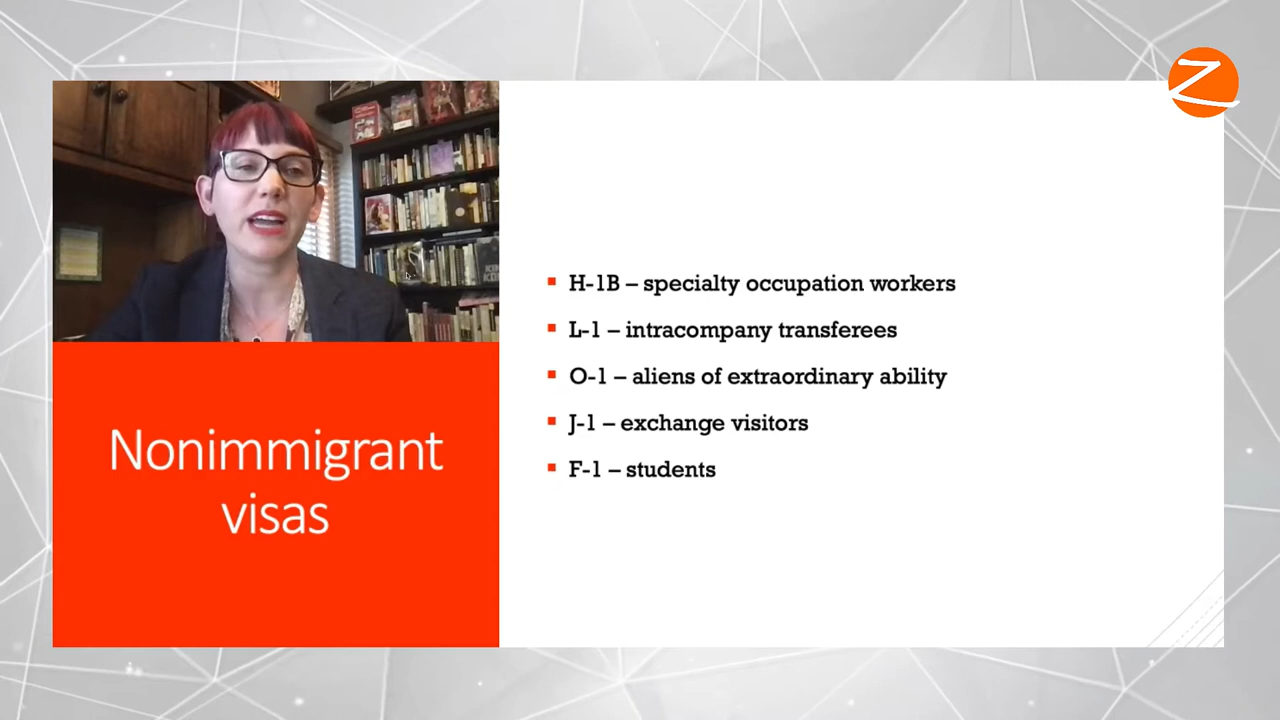 Z
Nonimmigrant
visas
H-1B – specialty occupation workers
L-1 – intracompany transferees
O-1 – aliens of extraordinary ability
J-1 – exchange visitors
F-1 – students